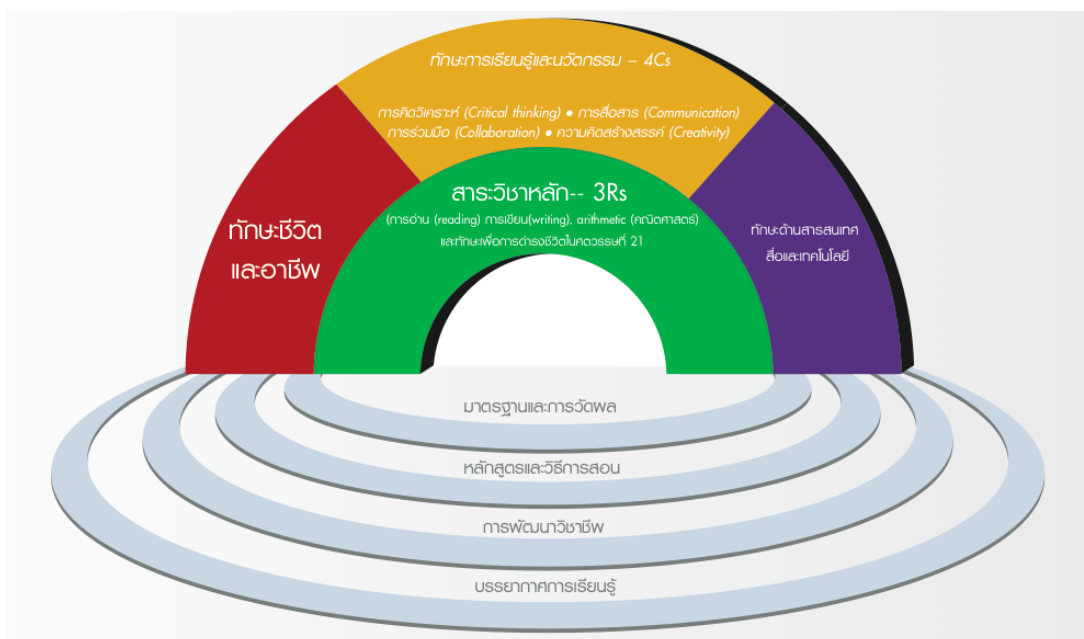 ทักษะการเรียนรู้และนวัตกรรม – 4Cs
การคิดวิเคราะห์ (Critical thinking) ● การสื่อสาร (Communication)
การร่วมมือ (Collaboration) ● ความคิดสร้างสรรค์ (Creativity)
สาระวิชาหลัก-- 3Rs
(การอ่าน (reading) การเขียน(writing), arithmetic (คณิตศาสตร์)
และทักษะเพื่อการดำรงชีวิตในศตวรรษที่ 21
ทักษะชีวิต
และอาชีพ
ทักษะด้านสารสนเทศ
สื่อและเทคโนโลยี
มาตรฐานและการวัดผล
หลักสูตรและวิธีการสอน
การพัฒนาวิชาชีพ
บรรยากาศการเรียนรู้